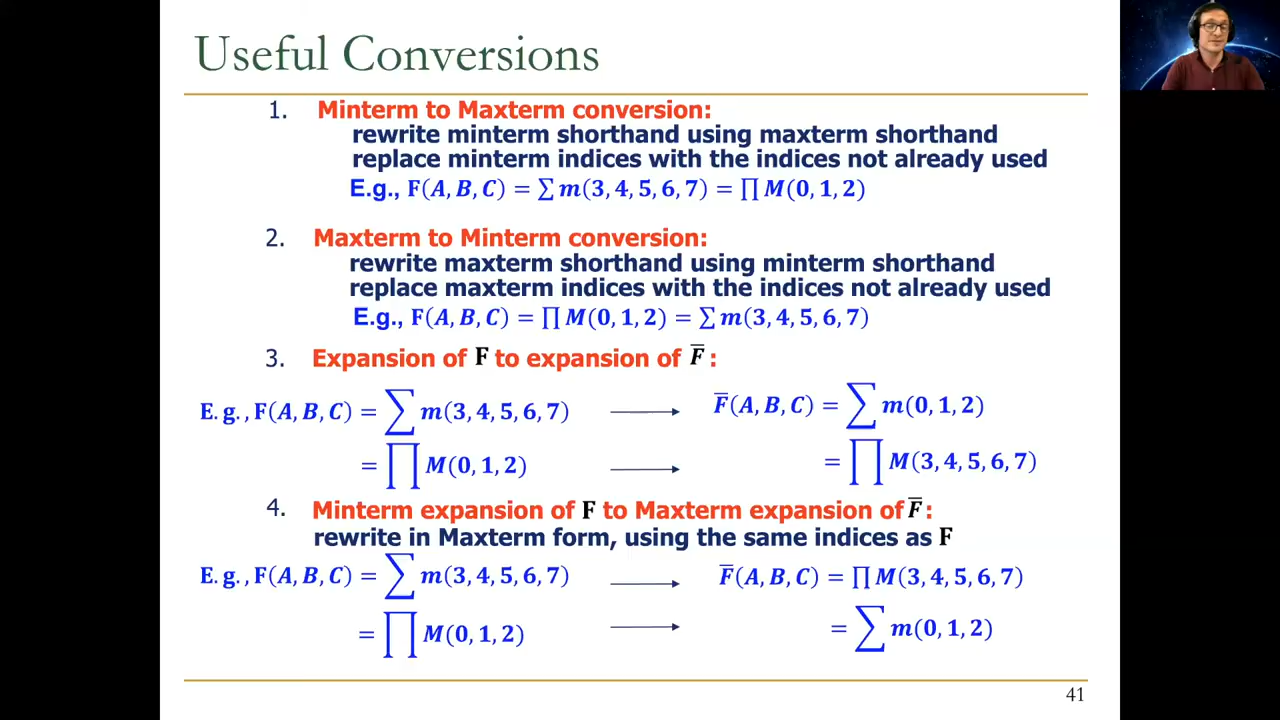 Useful Conversions
1. Minterm to Maxterm conversion:
rewrite minterm shorthand using maxterm shorthand
replace minterm indices with the indices not already used
E.g., F(A, B, C) = ∑ m(3, 4, 5, 6, 7) = ∏ M(0, 1, 2)
2. Maxterm to Minterm conversion:
rewrite maxterm shorthand using minterm shorthand
replace maxterm indices with the indices not already used
E.g., F(A, B, C) = ∏ M(0, 1, 2) = ∑ m(3, 4, 5, 6, 7)
3. Expansion of F to expansion of F̅ :
E. g. , F(A, B, C) = ∑ m(3, 4, 5, 6, 7) → F̅(A, B, C) = ∑ m(0, 1, 2)
= ∏ M(0, 1, 2) → = ∏ M(3, 4, 5, 6, 7)
4. Minterm expansion of F to Maxterm expansion of F̅ :
rewrite in Maxterm form, using the same indices as F
E. g. , F(A, B, C) = ∑ m(3, 4, 5, 6, 7) → F̅(A, B, C) = ∏ M(3, 4, 5, 6, 7)
= ∏ M(0, 1, 2) → = ∑ m(0, 1, 2)
41